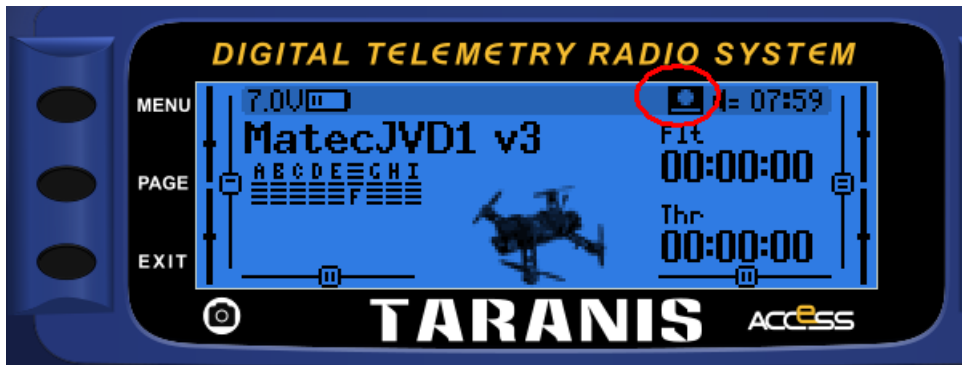 DIGITAL TELEMETRY RADIO SYSTEM
MENU
7.0V
07:59
MatecJVD1 v3
Flt
00:00:00
PAGE
A B C D E G H I
F
Thr
00:00:00
EXIT
TARANIS
ACCESS